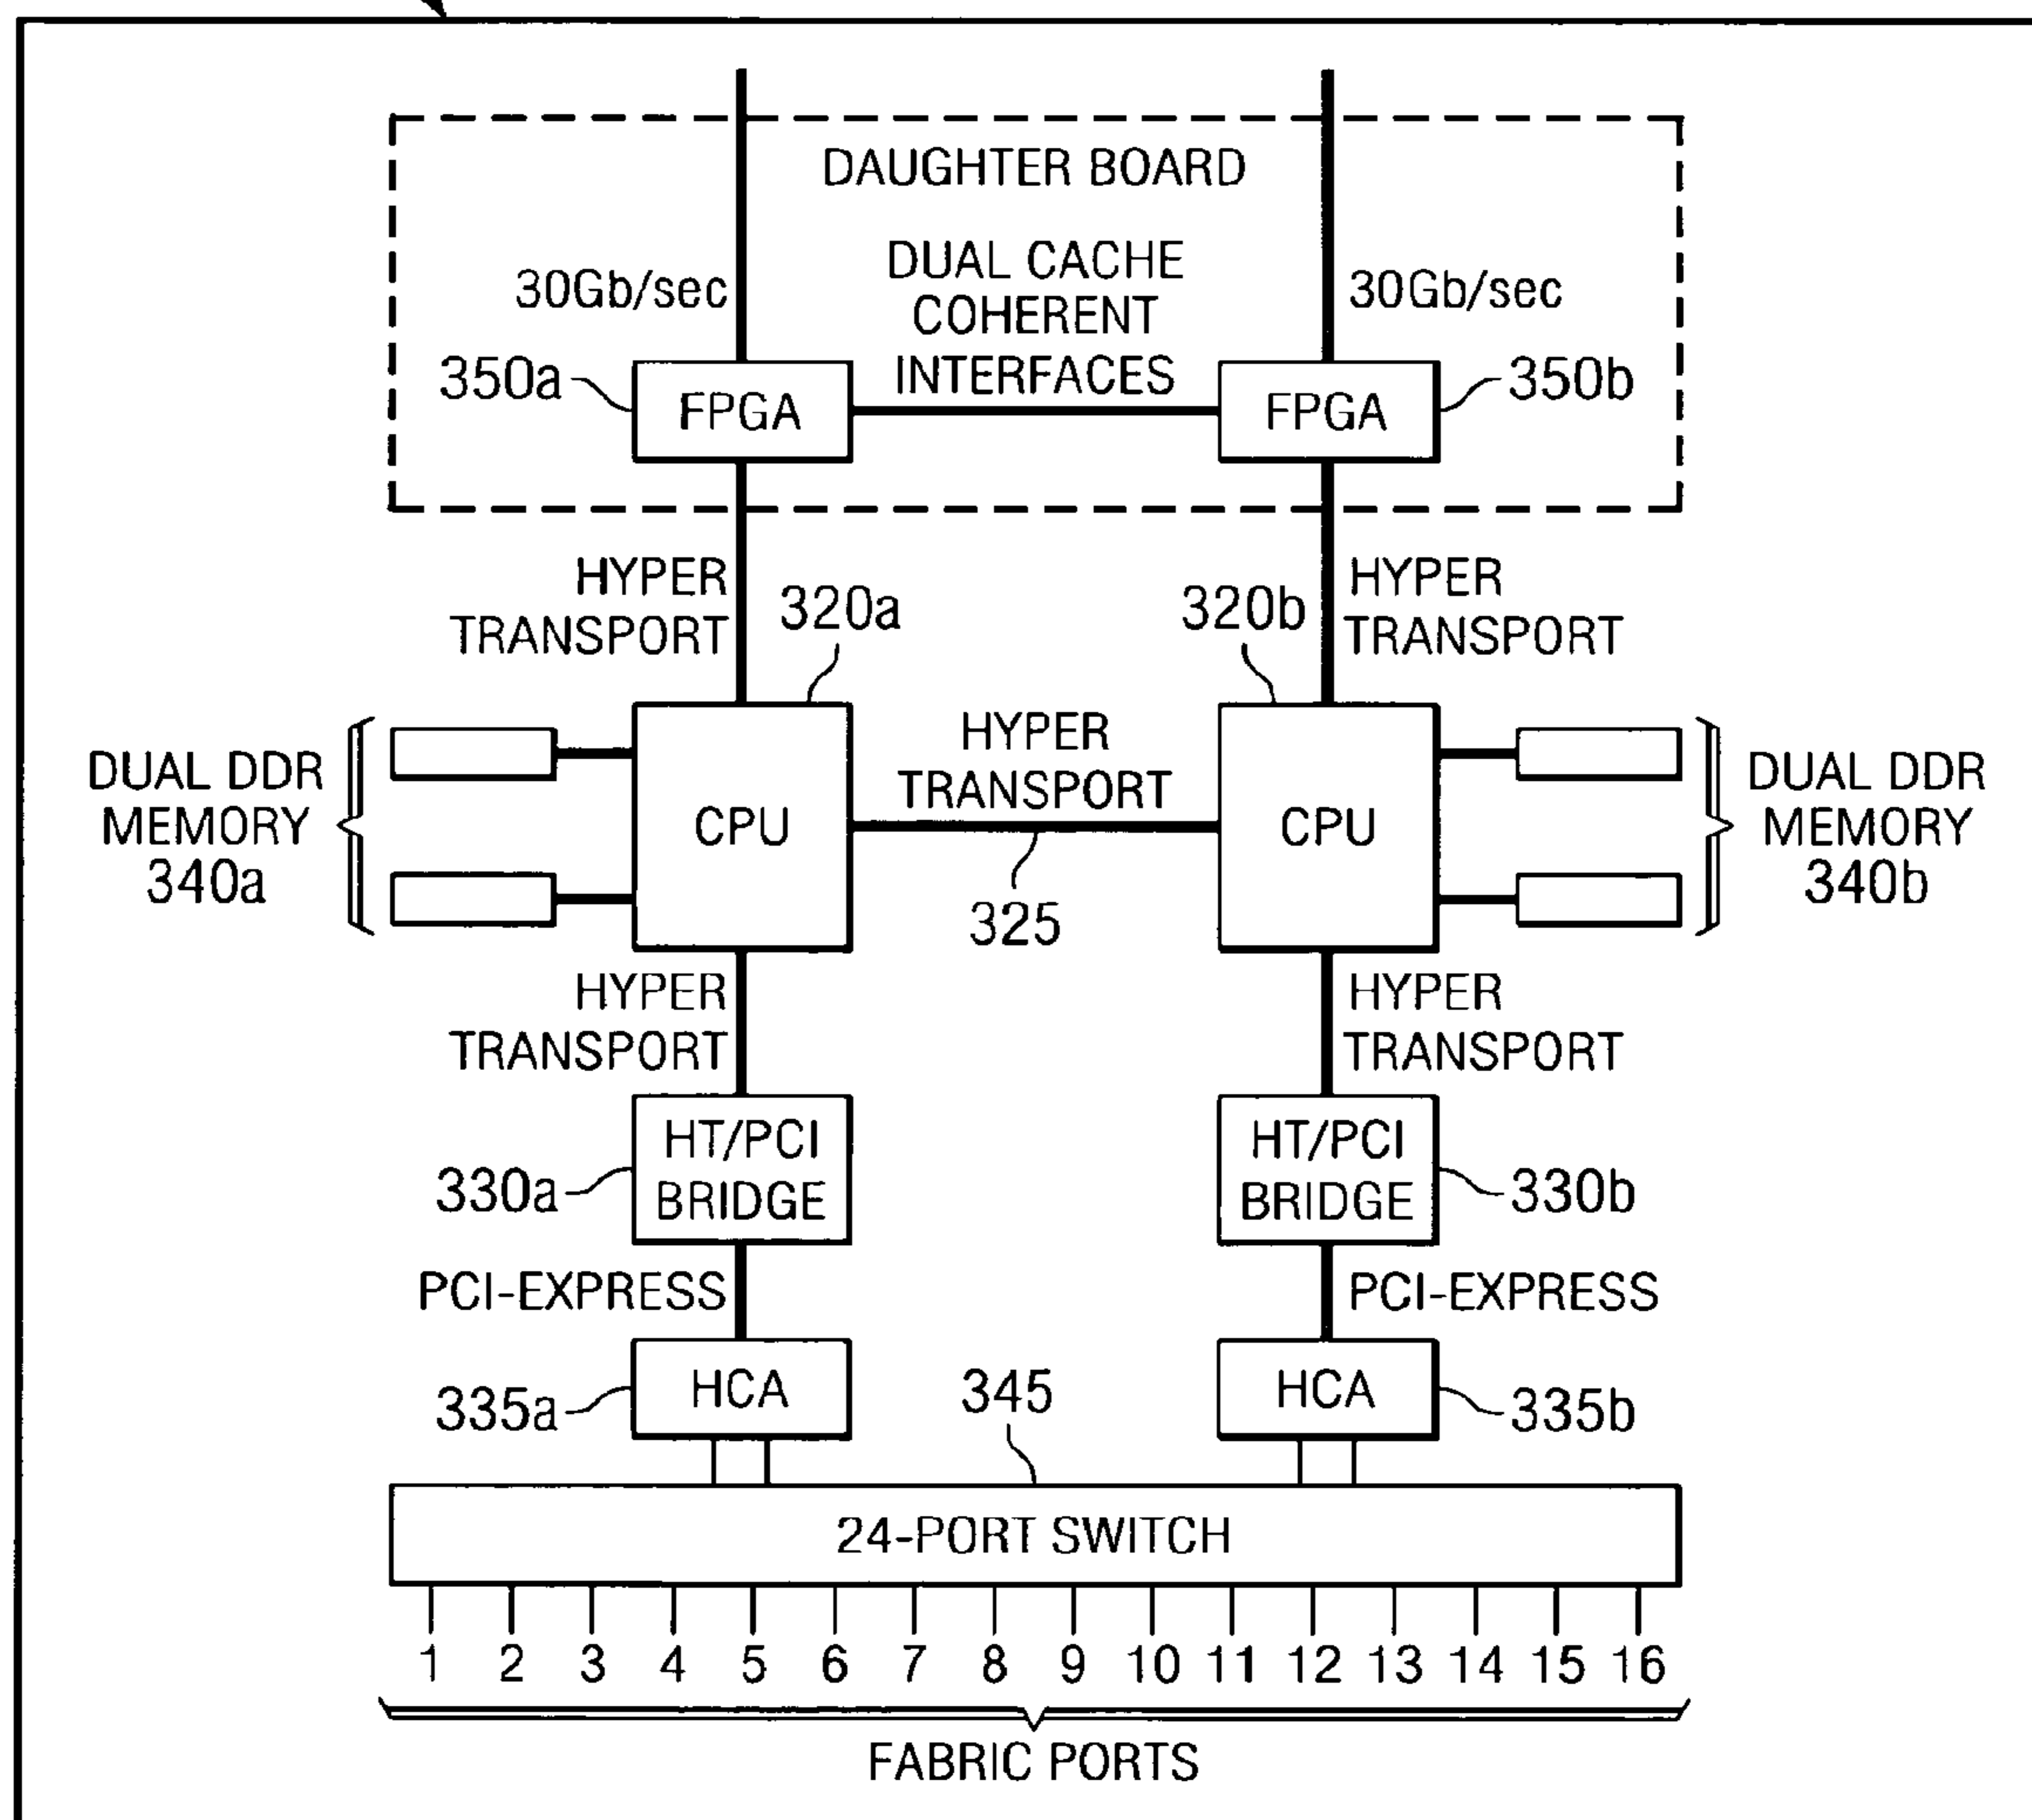 DAUGHTER BOARD
DUAL CACHE
COHERENT
INTERFACES
30Gb/sec
30Gb/sec
350a
FPGA
FPGA
350b
HYPER
TRANSPORT
320a
320b
HYPER
TRANSPORT
DUAL DDR
MEMORY
340a
CPU
HYPER
TRANSPORT
325
CPU
DUAL DDR
MEMORY
340b
HYPER
TRANSPORT
HYPER
TRANSPORT
330a
HT/PCI
BRIDGE
HT/PCI
BRIDGE
330b
PCI-EXPRESS
PCI-EXPRESS
335a
HCA
345
HCA
335b
24-PORT SWITCH
1 2 3 4 5 6 7 8 9 10 11 12 13 14 15 16
FABRIC PORTS